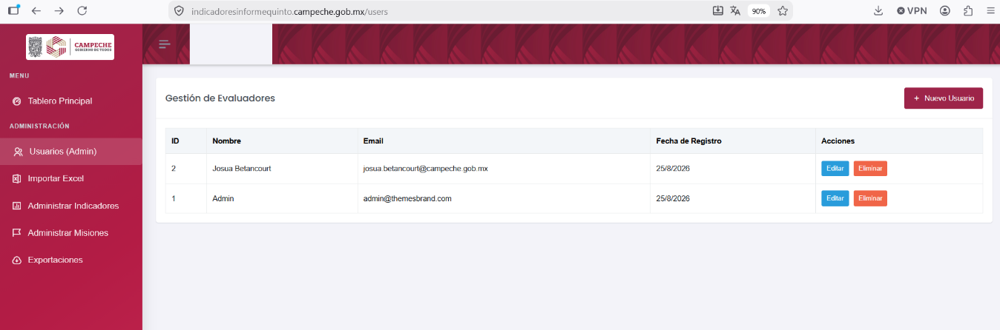 indicadoresinformequinto.campeche.gob.mx/users
90%
VPN
CAMPECHE
GOBIERNO DE TODOS
MENU
Tablero Principal
ADMINISTRACIÓN
Usuarios (Admin)
Importar Excel
Administrar Indicadores
Administrar Misiones
Exportaciones
Gestión de Evaluadores
+ Nuevo Usuario
ID Nombre Email Fecha de Registro Acciones
2 Josua Betancourt josua.betancourt@campeche.gob.mx 25/8/2026 Editar Eliminar
1 Admin admin@themesbrand.com 25/8/2026 Editar Eliminar